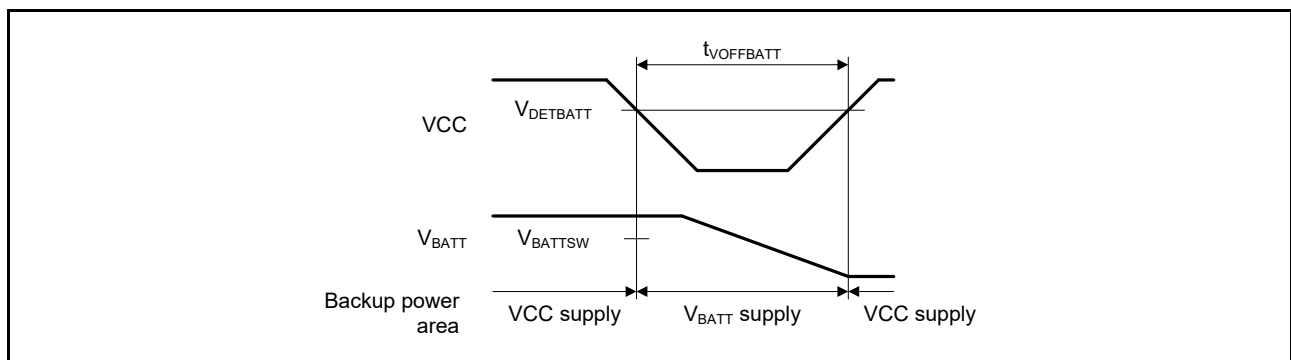 tVOFFBATT
VDETBATT
VCC
VBATT
VBATTSW
Backup power
area
VCC supply
VBATT supply
VCC supply